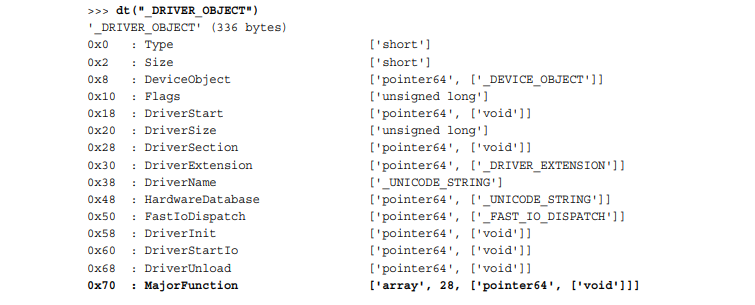 >>> dt("_DRIVER_OBJECT")
'_DRIVER_OBJECT' (336 bytes)
0x0   : Type                           ['short']
0x2   : Size                           ['short']
0x8   : DeviceObject                   ['pointer64', ['_DEVICE_OBJECT']]
0x10  : Flags                          ['unsigned long']
0x18  : DriverStart                    ['pointer64', ['void']]
0x20  : DriverSize                     ['unsigned long']
0x28  : DriverSection                  ['pointer64', ['void']]
0x30  : DriverExtension                ['pointer64', ['_DRIVER_EXTENSION']]
0x38  : DriverName                     ['_UNICODE_STRING']
0x48  : HardwareDatabase               ['pointer64', ['_UNICODE_STRING']]
0x50  : FastIoDispatch                 ['pointer64', ['_FAST_IO_DISPATCH']]
0x58  : DriverInit                     ['pointer64', ['void']]
0x60  : DriverStartIo                  ['pointer64', ['void']]
0x68  : DriverUnload                   ['pointer64', ['void']]
0x70  : MajorFunction                  ['array', 28, ['pointer64', ['void']]]